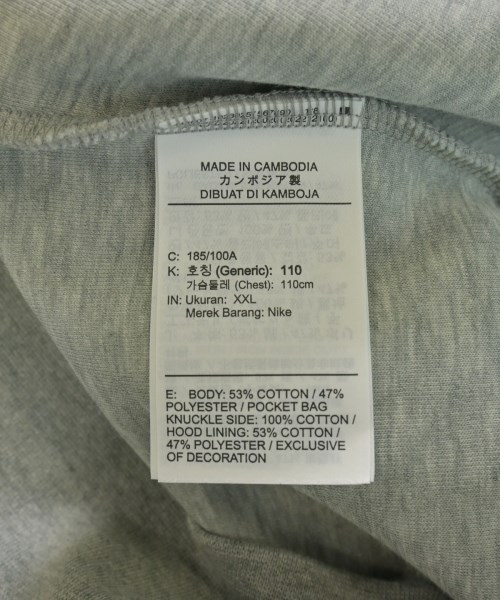 MADE IN CAMBODIA
カンボジア製
DIBUAT DI KAMBOJA
C: 185/100A
K: 호칭 (Generic): 110
가슴둘레 (Chest): 110cm
IN: Ukuran: XXL
Merek Barang: Nike
E: BODY: 53% COTTON / 47%
POLYESTER / POCKET BAG
KNUCKLE SIDE: 100% COTTON /
HOOD LINING: 53% COTTON /
47% POLYESTER / EXCLUSIVE
OF DECORATION